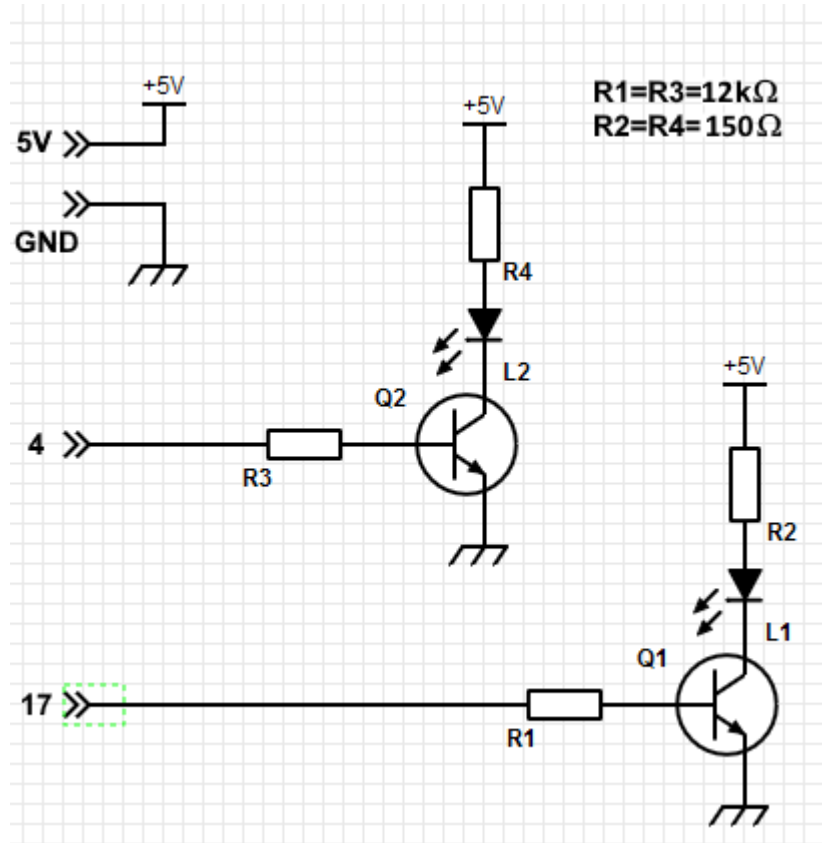 +5V
5V
GND
+5V
R1=R3=12kΩ
R2=R4=150Ω
R4
L2
Q2
4
R3
+5V
R2
L1
Q1
17
R1